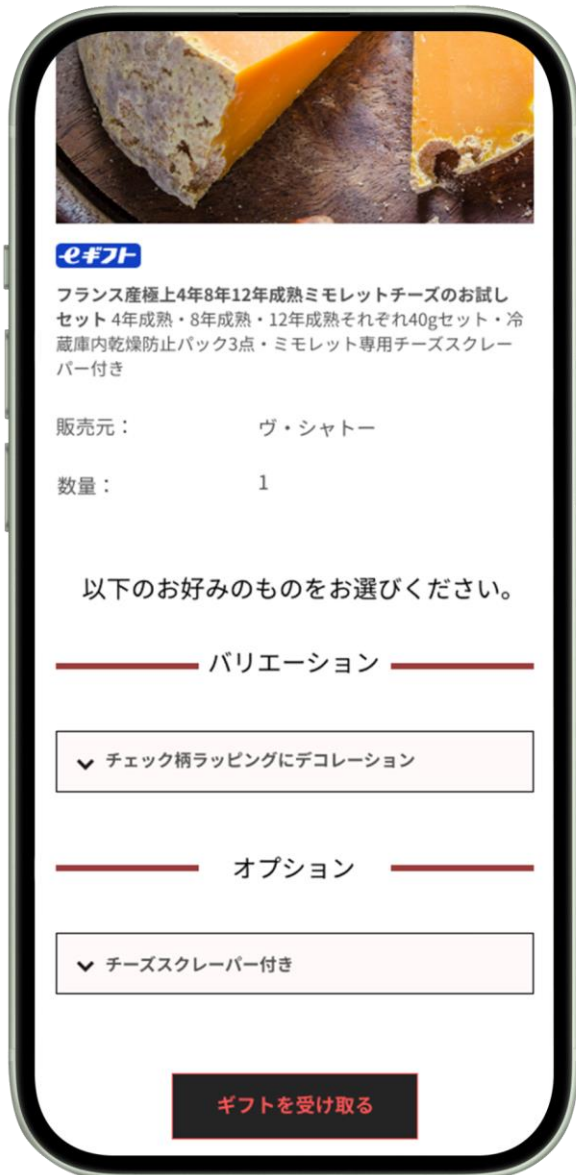 eギフト
フランス産極上4年8年12年成熟ミモレットチーズのお試し
セット 4年成熟・8年成熟・12年成熟それぞれ40gセット・冷
蔵庫内乾燥防止パック3点・ミモレット専用チーズスクレー
パー付き
販売元： ヴ・シャトー
数量： 1
以下のお好みのものをお選びください。
バリエーション
チェック柄ラッピングにデコレーション
オプション
チーズスクレーパー付き
ギフトを受け取る